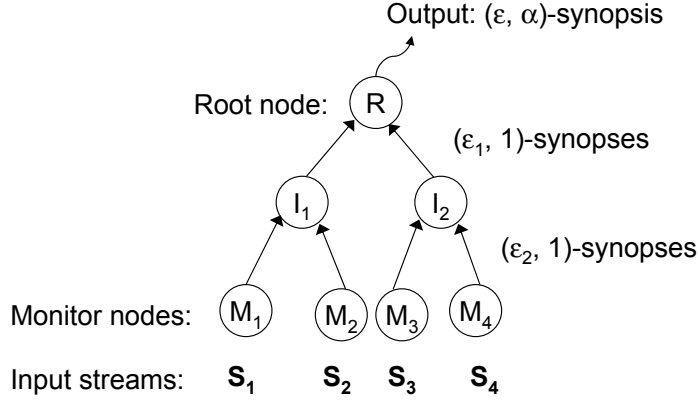 Output: (ε, α)-synopsis
Root node: R
(ε₁, 1)-synopses
I₁ I₂
(ε₂, 1)-synopses
Monitor nodes: M₁ M₂ M₃ M₄
Input streams: S₁ S₂ S₃ S₄